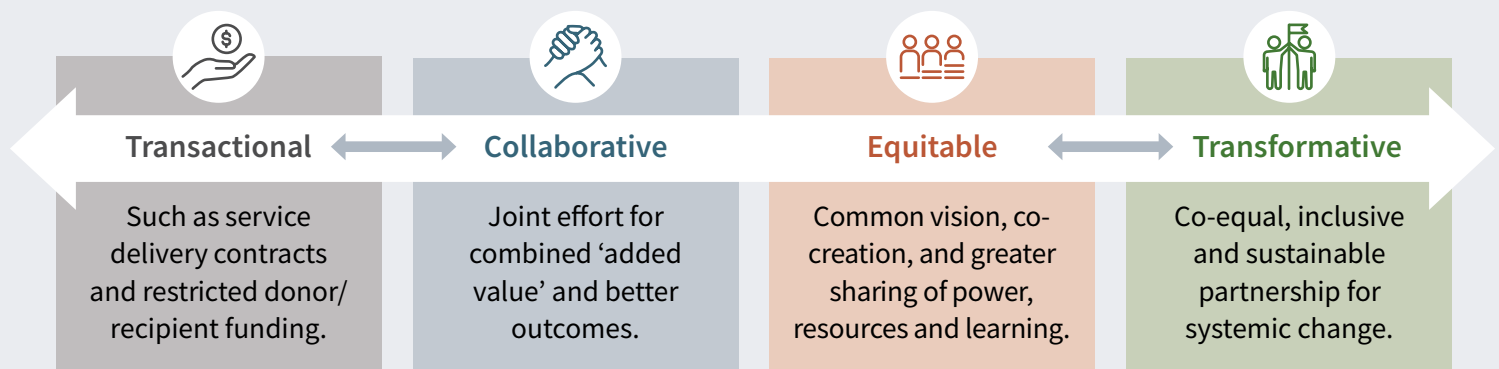 $
Transactional
Such as service
delivery contracts
and restricted donor/
recipient funding.
Collaborative
Joint effort for
combined ‘added
value’ and better
outcomes.
Equitable
Common vision, co-
creation, and greater
sharing of power,
resources and learning.
Transformative
Co-equal, inclusive
and sustainable
partnership for
systemic change.